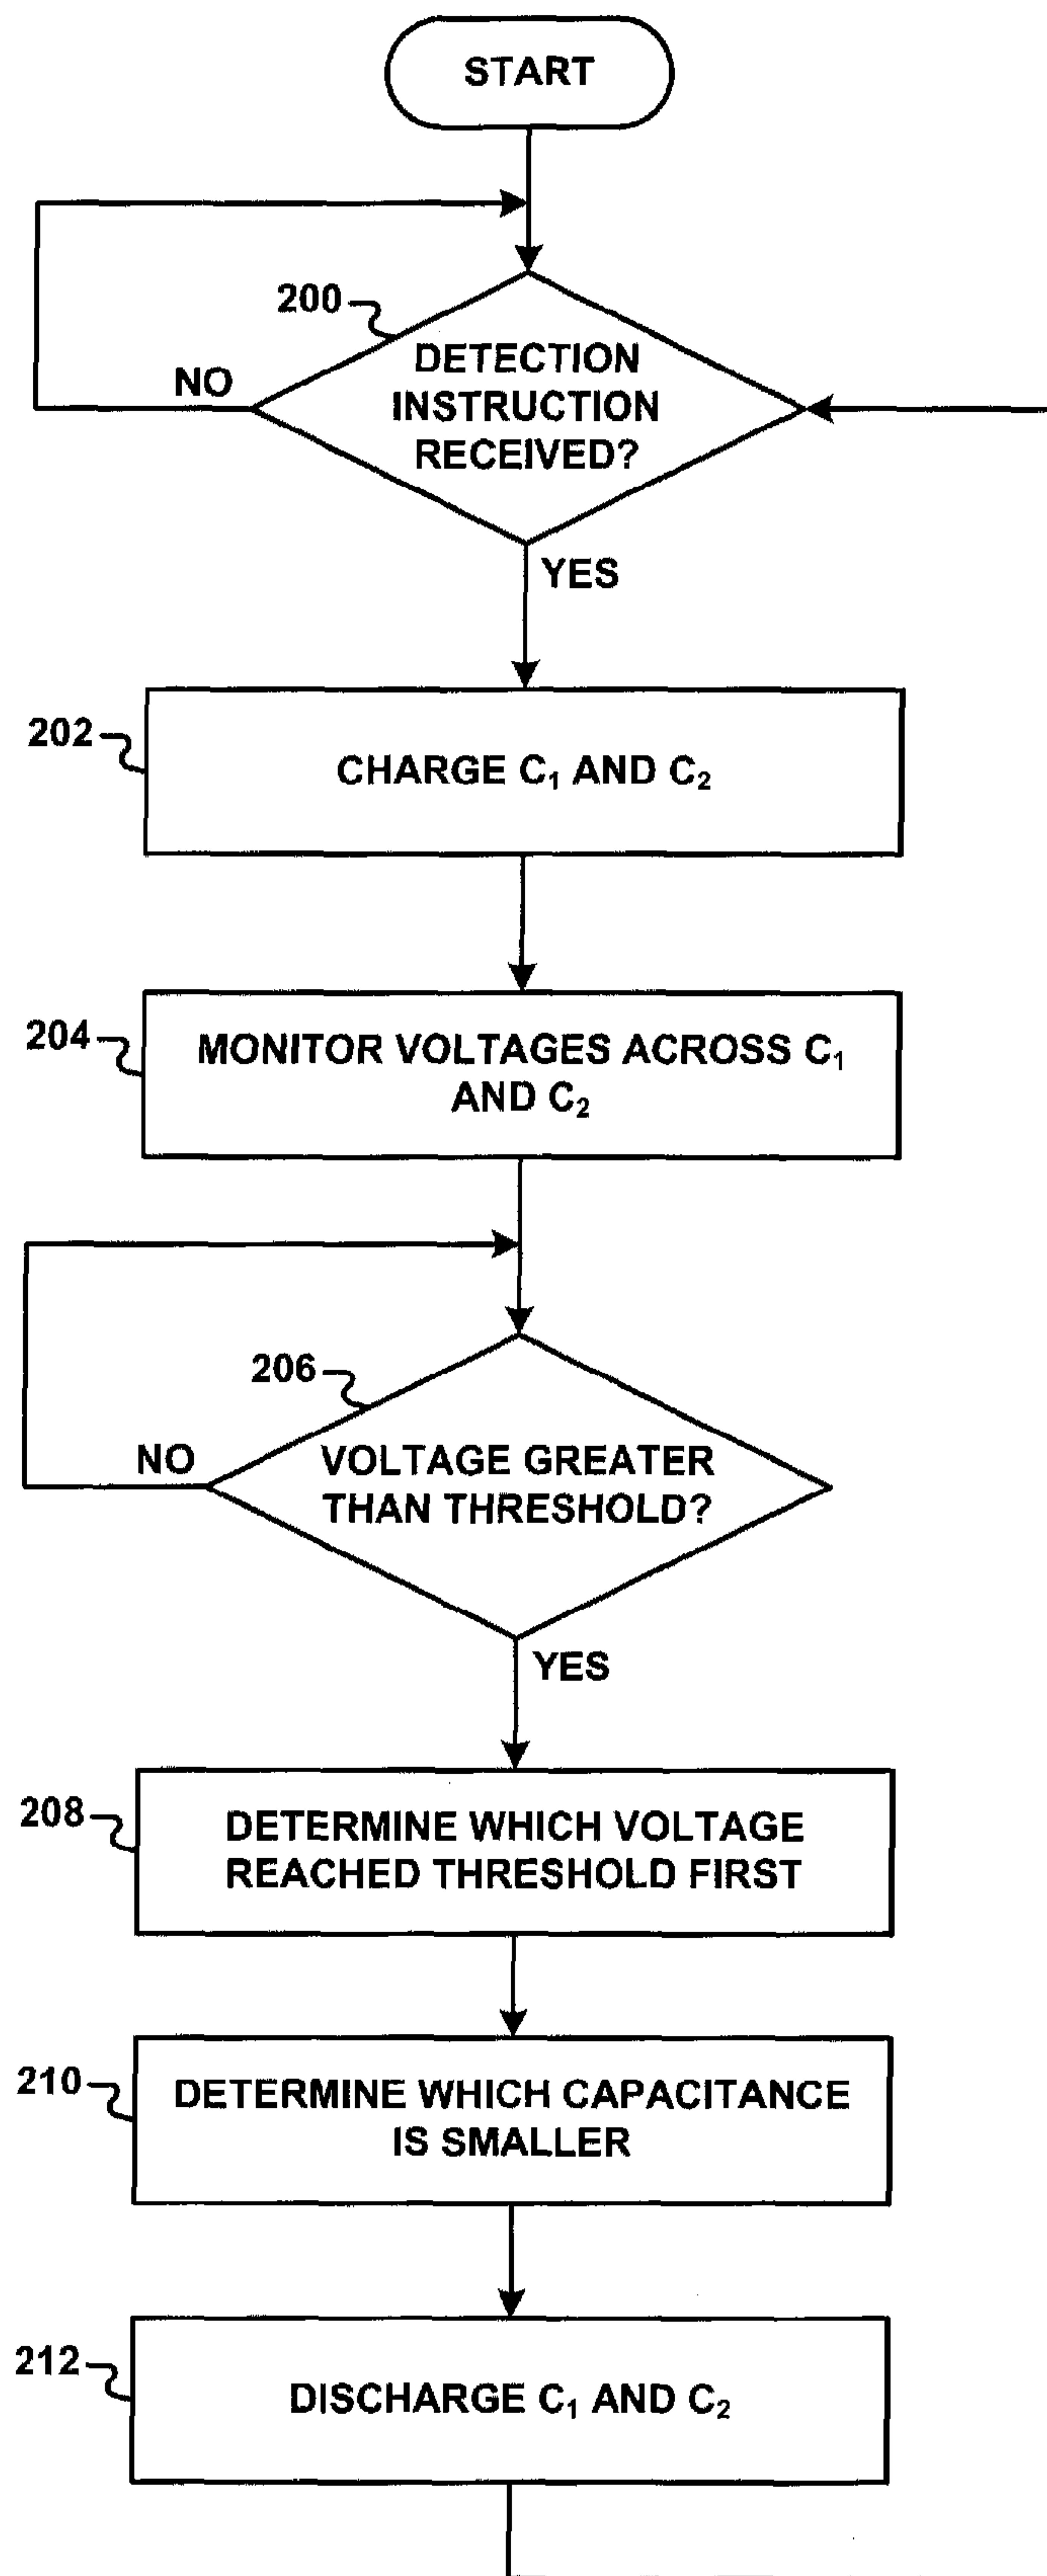 START
200
DETECTION
INSTRUCTION
RECEIVED?
NO
YES
202
CHARGE C₁ AND C₂
204
MONITOR VOLTAGES ACROSS C₁
AND C₂
206
VOLTAGE GREATER
THAN THRESHOLD?
NO
YES
208
DETERMINE WHICH VOLTAGE
REACHED THRESHOLD FIRST
210
DETERMINE WHICH CAPACITANCE
IS SMALLER
212
DISCHARGE C₁ AND C₂